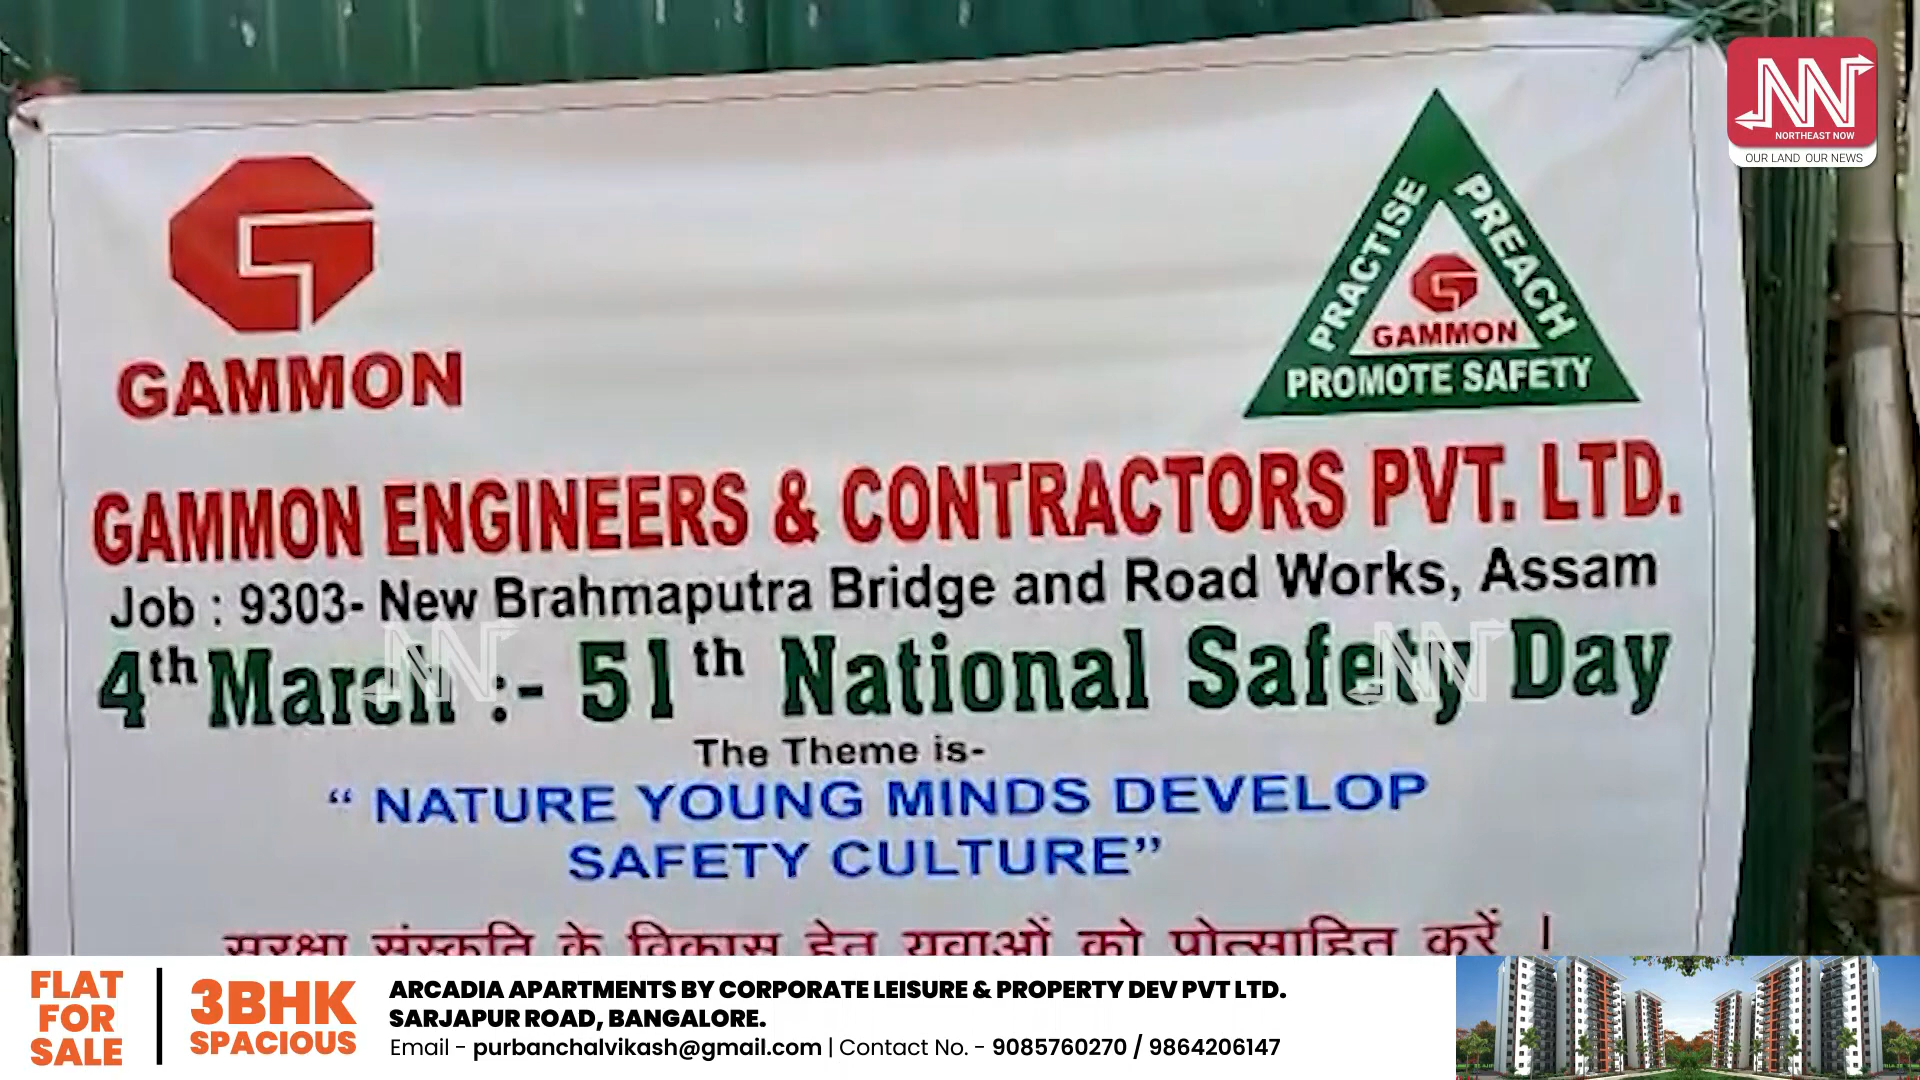 NORTHEAST NOW
OUR LAND OUR NEWS
PRACTISE
PREACH
GAMMON
PROMOTE SAFETY
GAMMON
GAMMON ENGINEERS & CONTRACTORS PVT. LTD.
Job : 9303- New Brahmaputra Bridge and Road Works, Assam
4th March :- 51th National Safety Day
The Theme is-
“ NATURE YOUNG MINDS DEVELOP
SAFETY CULTURE”
सुरक्षा संस्कृति के विकास हेतु युवाओं को प्रोत्साहित करें ।
FLAT
FOR
SALE
3BHK
SPACIOUS
ARCADIA APARTMENTS BY CORPORATE LEISURE & PROPERTY DEV PVT LTD.
SARJAPUR ROAD, BANGALORE.
Email - purbanchalvikash@gmail.com | Contact No. - 9085760270 / 9864206147